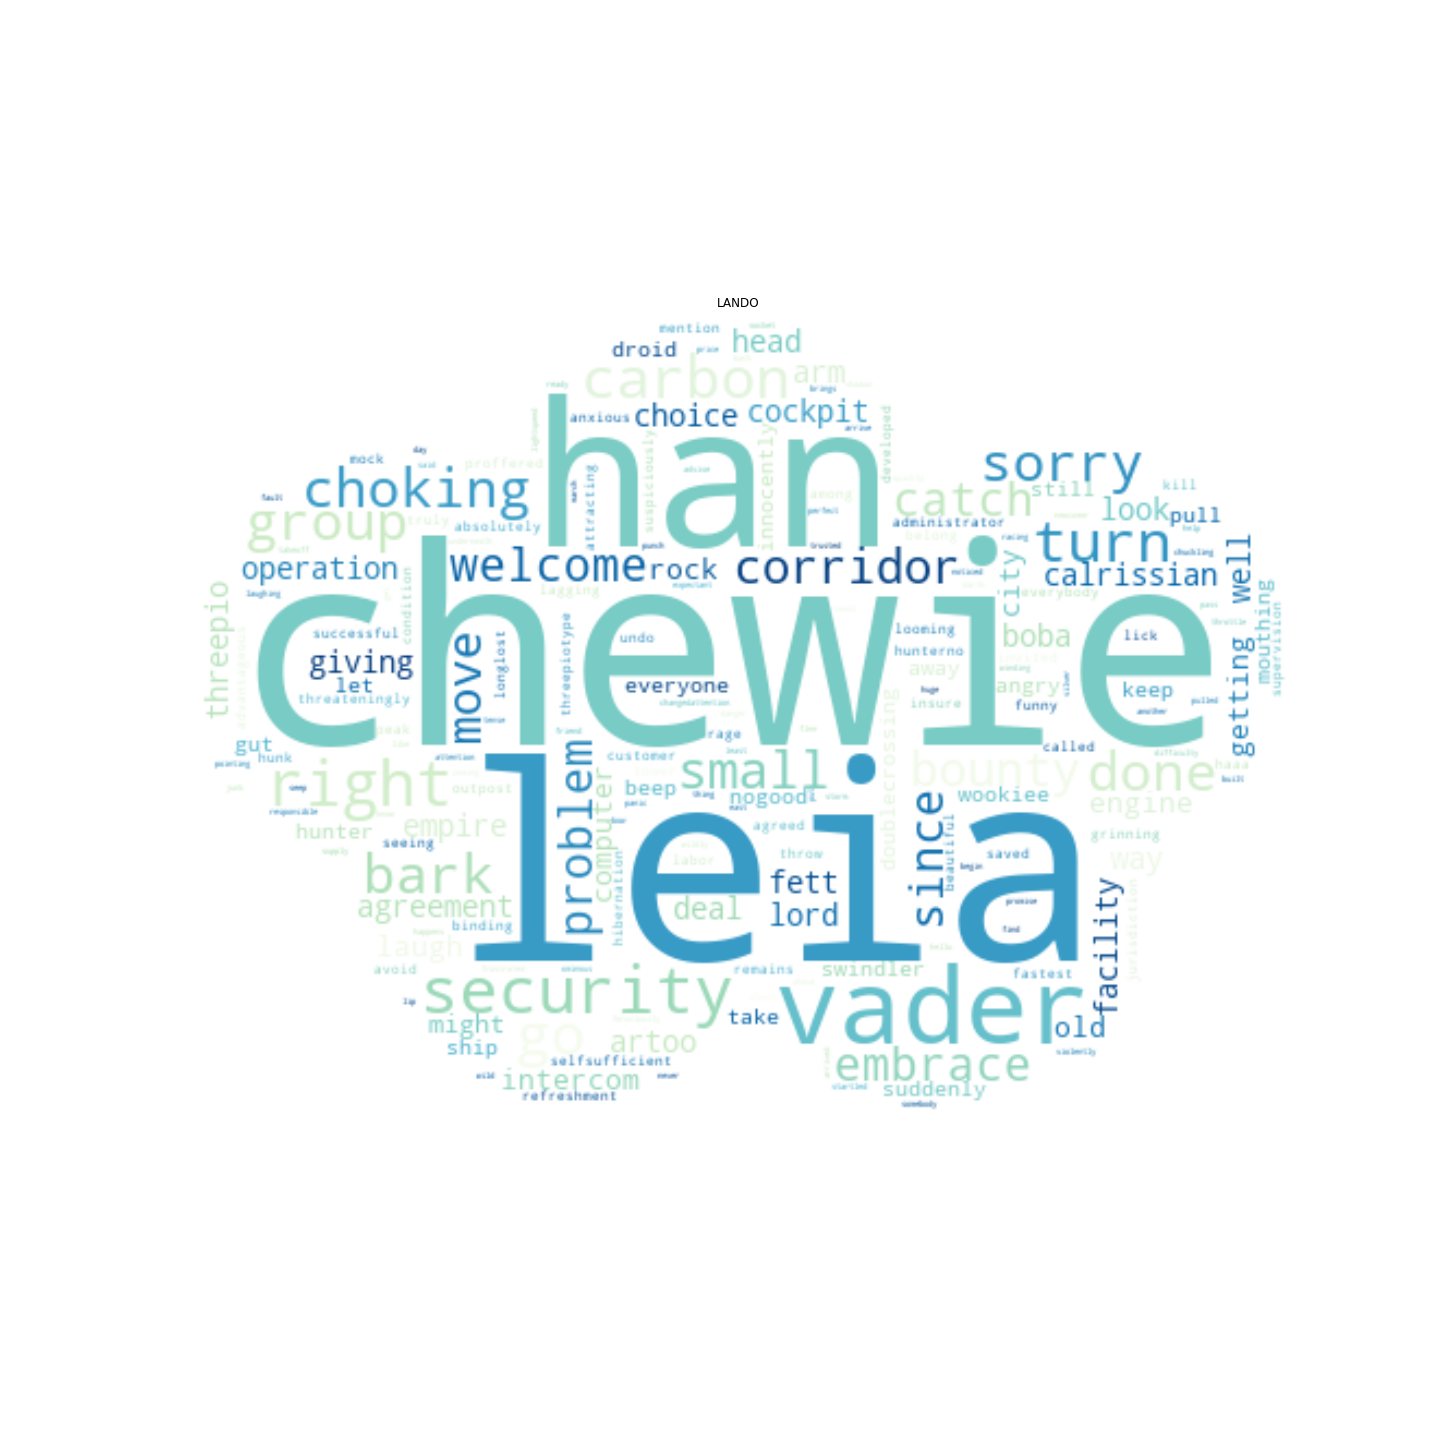 LANDO
mention
droid
head
carbon
arm
choice
cockpit
anxious
han
sorry
choking
catch
still
kill
look
pull
mock
proffered
group
truly
absolutely
attracting
suspiciously
innocently
developed
among
administrator
belong
turn
welcome
rock
corridor
calrissian
operation
lagging
city
everybody
getting well
mouthing
supervision
threepio
condition
chewie
successful
giving
let
threateningly
move
longlost
threepiotype
undo
everyone
looming
hunterno
away
insure
boba
angry
funny
lick
keep
called
advantageous
gut
hunk
right
outpost
problem
computer
customer
rage
small
beep
nogood
bounty
wookiee
done
engine
haaa
hunter
seeing
empire
leia
agreed
throw
labor
doublecrossing
since
beautiful
saved
grinning
way
bark
agreement
binding
hibernation
deal
fett
lord
facility
jurisdiction
laugh
avoid
security
remains
swindler
fastest
vader
old
might
ship
go
artoo
take
selfsufficient
intercom
refreshment
embrace
suddenly
somebody